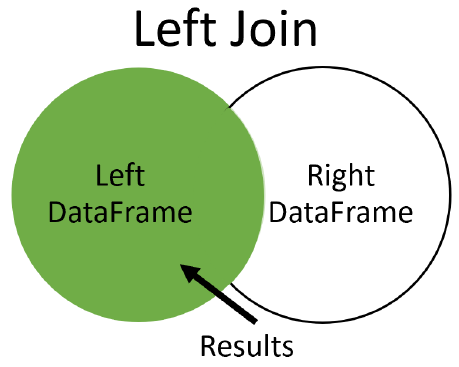 Left Join
Left
DataFrame
Right
DataFrame
Results